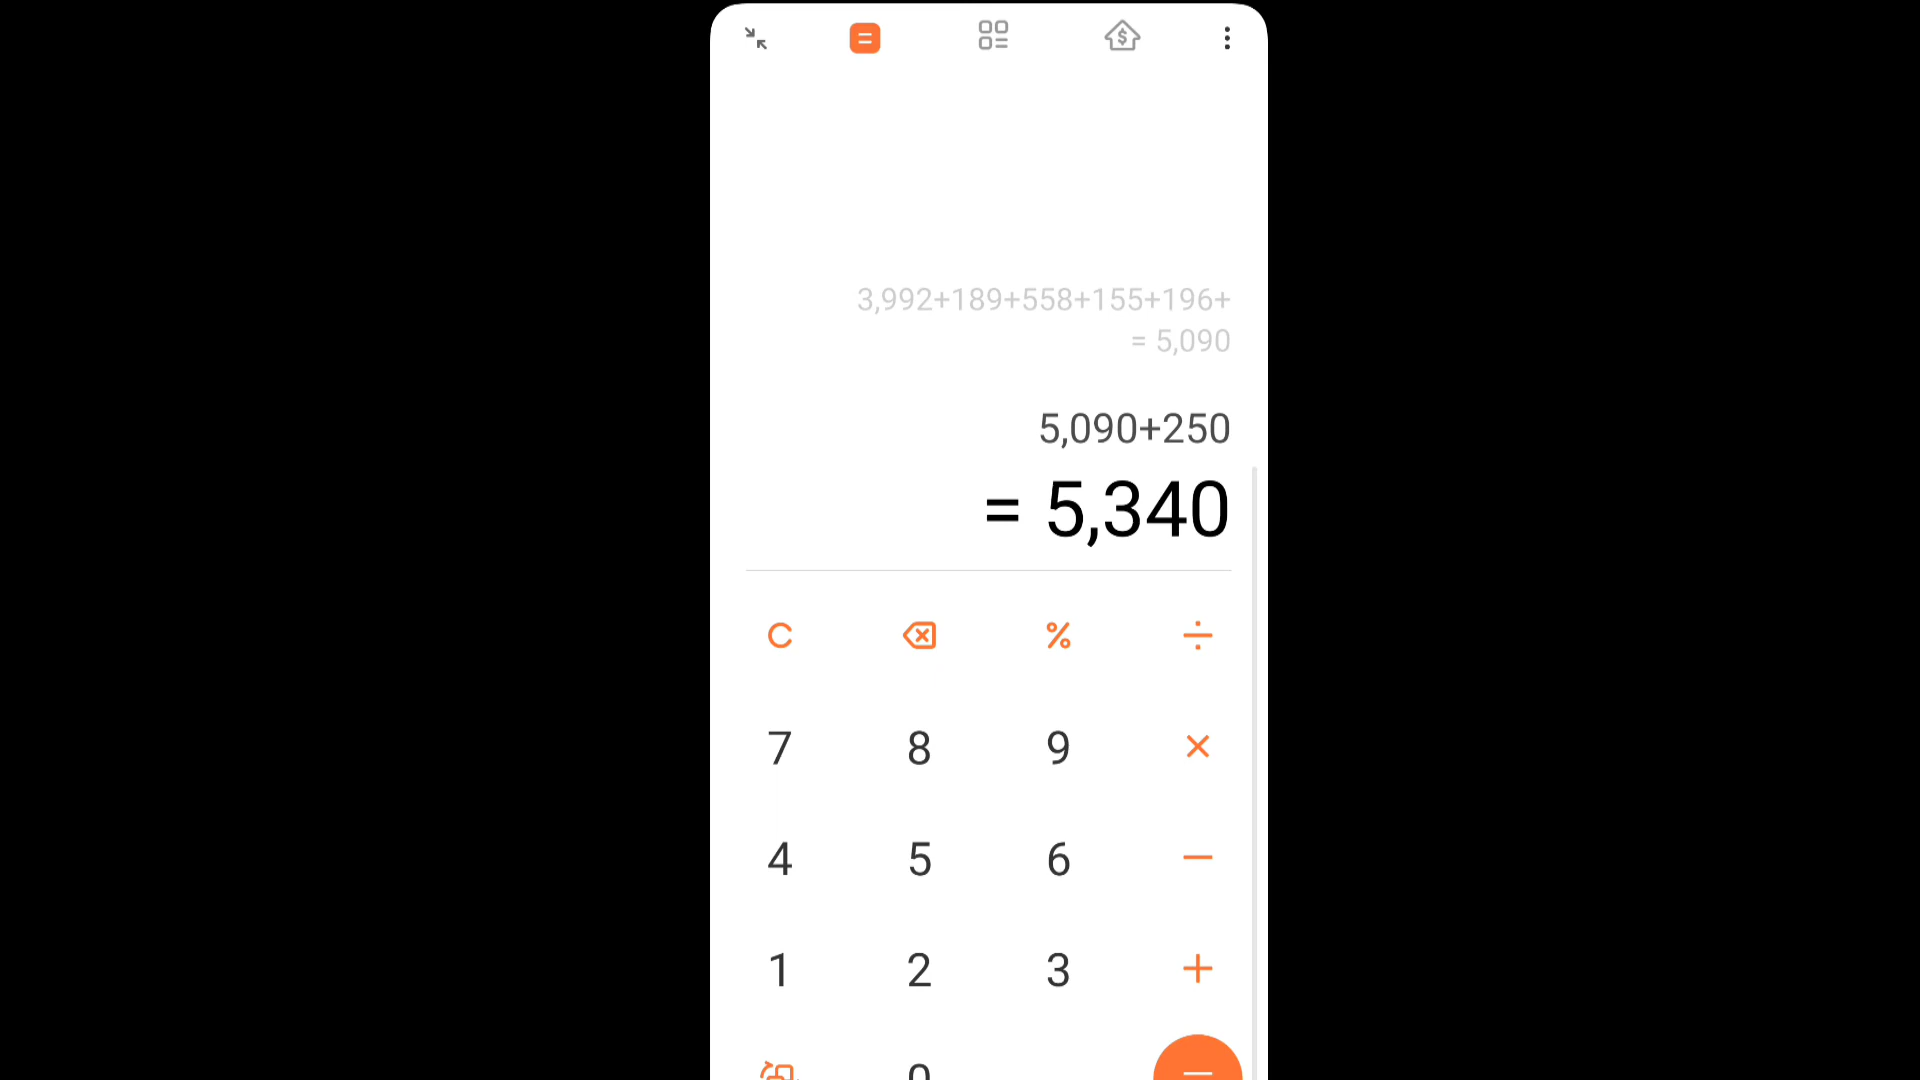 3,992+189+558+155+196+
= 5,090
5,090+250
= 5,340
C % ÷
7 8 9 ×
4 5 6 −
1 2 3 +
0 =